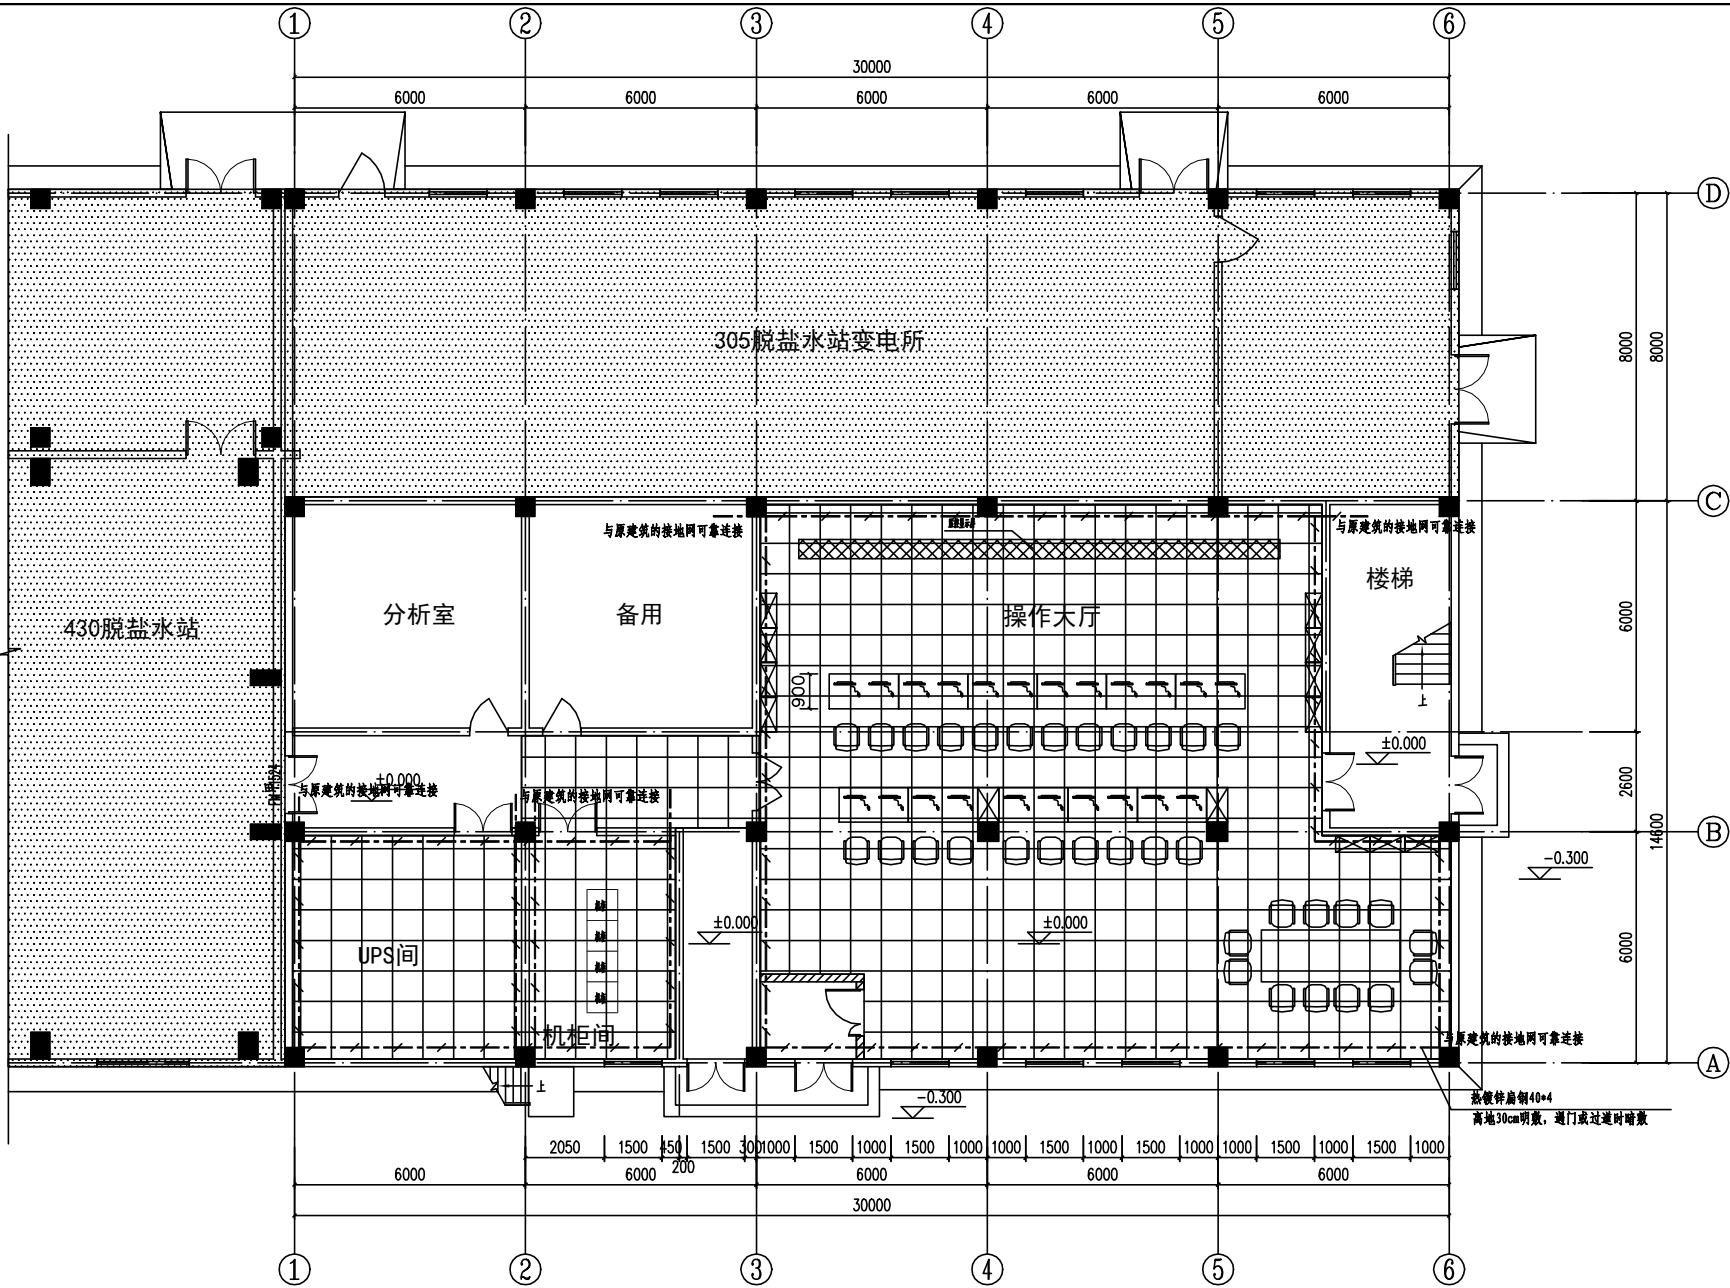 ① ② ③ ④ ⑤ ⑥
30000
6000 6000 6000 6000 6000
D
305脱盐水站变电所
8000 8000
C
与原建筑的接地网可靠连接
与原建筑的接地网可靠连接
楼梯
分析室 备用 操作大厅
430脱盐水站
6000
900
上
±0.000
±0.000
与原建筑的接地网可靠连接
与原建筑的接地网可靠连接
2600
14600
B
-0.300
±0.000 ±0.000
UPS间
6000
机柜间
与原建筑的接地网可靠连接
A
上
-0.300
热镀锌扁钢40*4
高地30cm明敷，遇门或过道时暗敷
2050 1500 450 200 1500 300 1000 1500 1000 1500 1000 1000 1500 1000 1500 1000 1000 1500 1000 1500 1000
6000 6000 6000 6000 6000
30000
① ② ③ ④ ⑤ ⑥